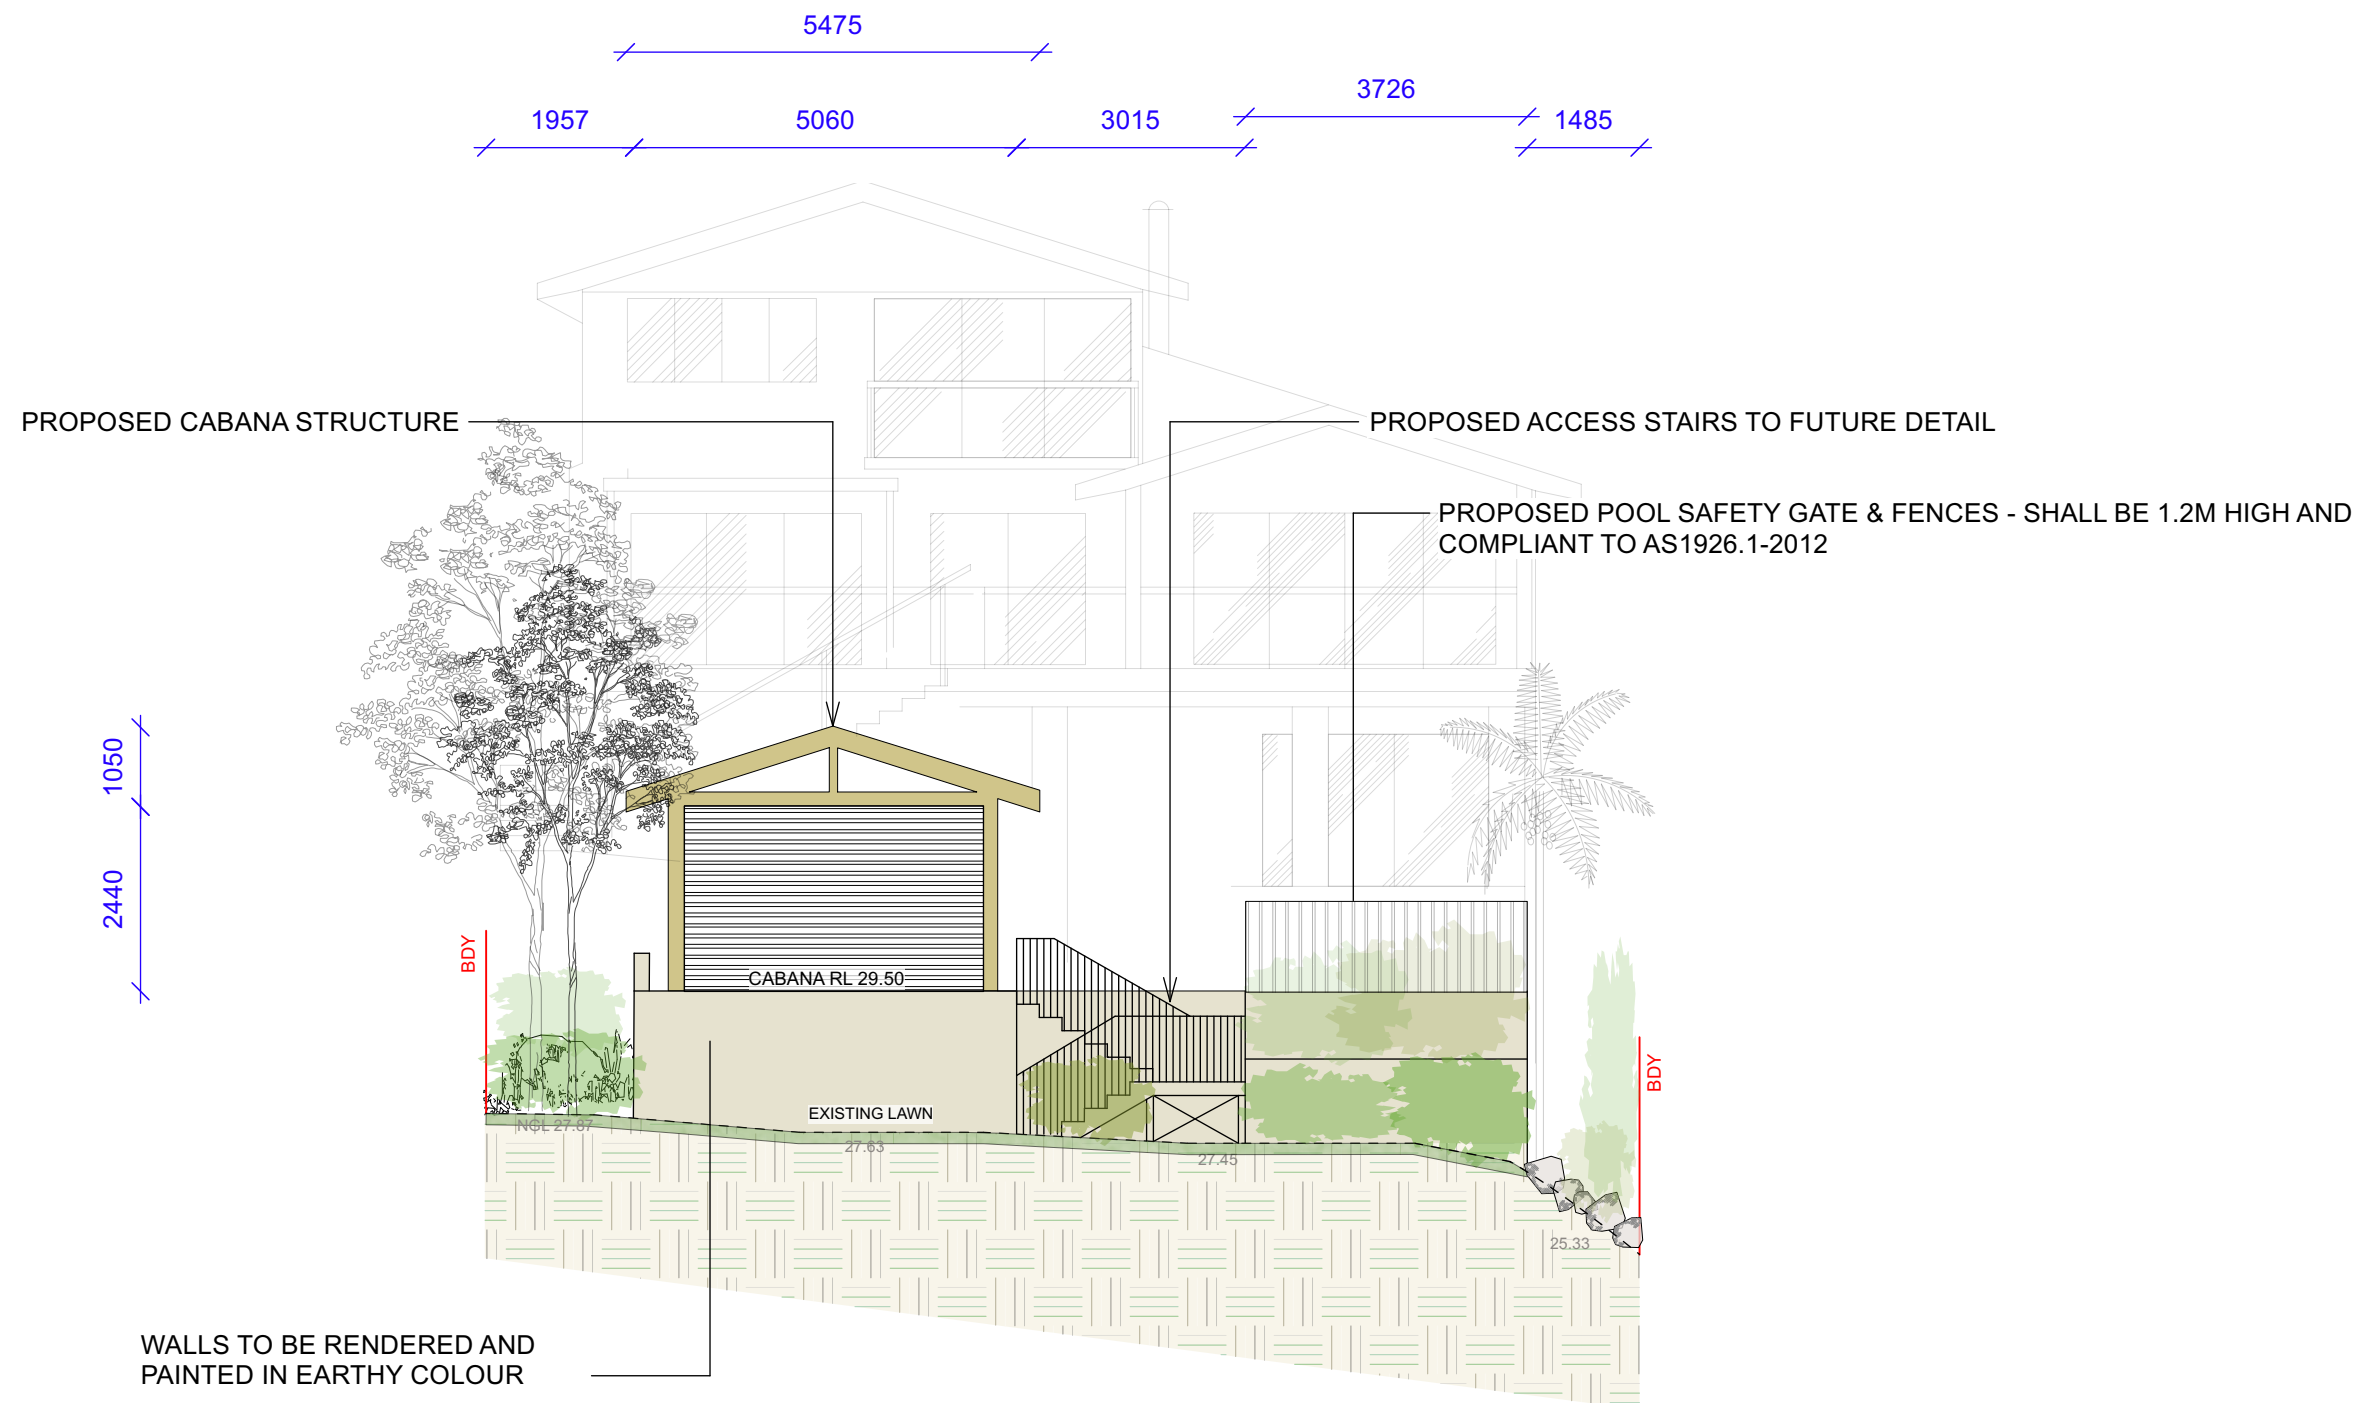 5475
3726
1957
5060
3015
1485
PROPOSED CABANA STRUCTURE
PROPOSED ACCESS STAIRS TO FUTURE DETAIL
PROPOSED POOL SAFETY GATE & FENCES - SHALL BE 1.2M HIGH AND
COMPLIANT TO AS1926.1-2012
1050
2440
BDY
CABANA RL 29.50
BDY
EXISTING LAWN
NGL 27.87
27.63
27.45
25.33
WALLS TO BE RENDERED AND
PAINTED IN EARTHY COLOUR